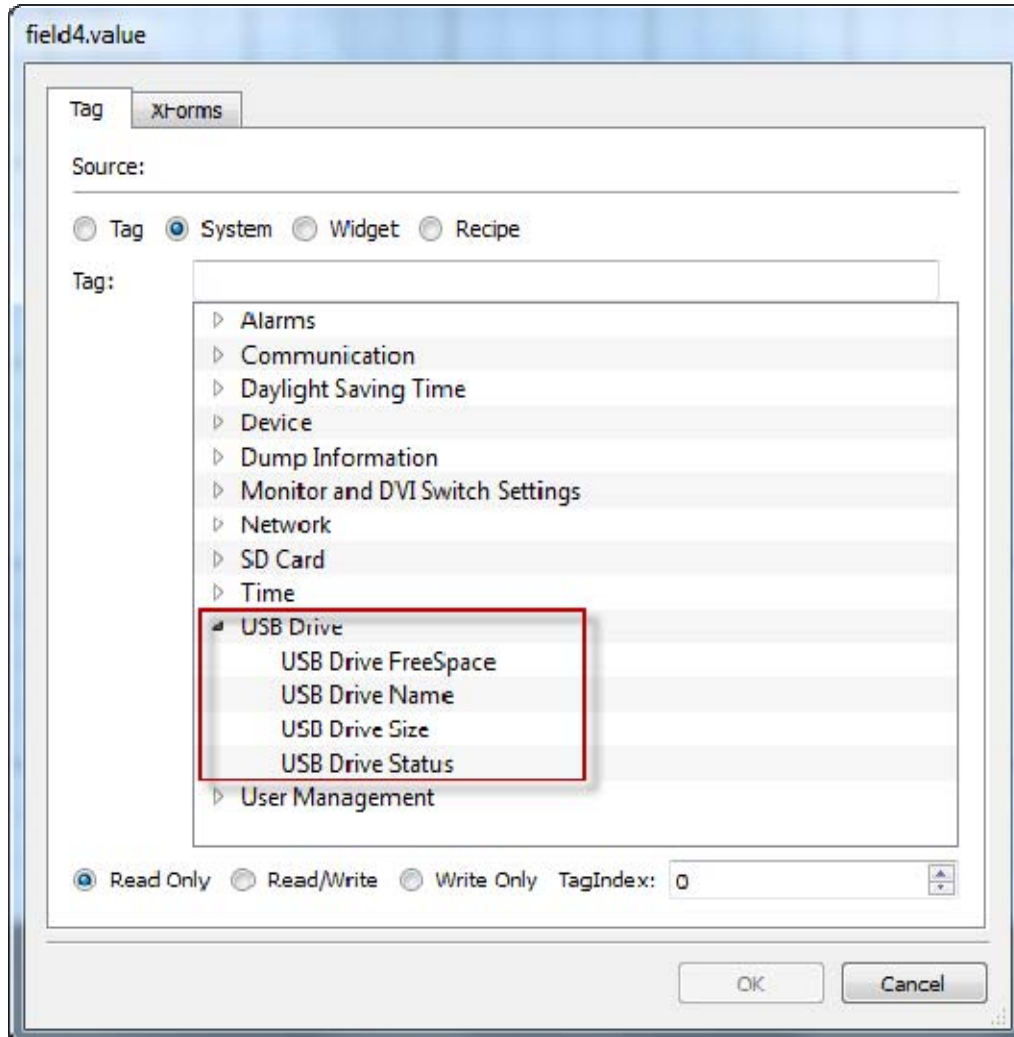 field4.value
Tag XForms
Source:
Tag System Widget Recipe
Tag:
Alarms
Communication
Daylight Saving Time
Device
Dump Information
Monitor and DVI Switch Settings
Network
SD Card
Time
USB Drive
USB Drive FreeSpace
USB Drive Name
USB Drive Size
USB Drive Status
User Management
Read Only Read/Write Write Only TagIndex: 0
OK Cancel